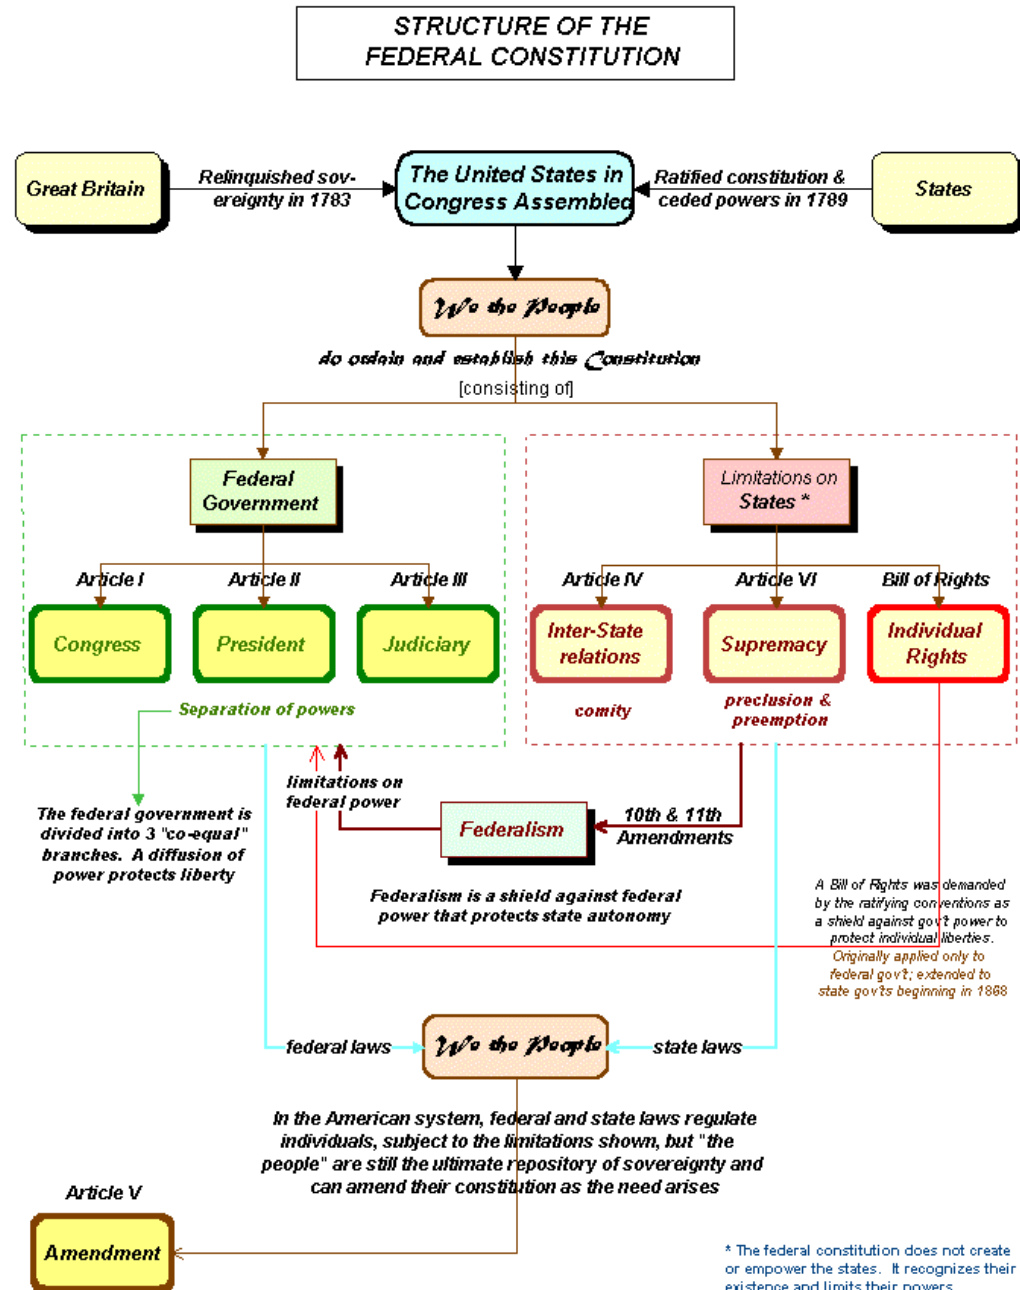 STRUCTURE OF THE
FEDERAL CONSTITUTION
Great Britain
Relinquished sov-
ereignty in 1783
The United States in
Congress Assembled
Ratified constitution &
ceded powers in 1789
States
We the People
do ordain and establish this Constitution
[consisting of]
Federal
Government
Limitations on
States *
Article I
Article II
Article III
Article IV
Article VI
Bill of Rights
Congress
President
Judiciary
Inter-State
relations
Supremacy
Individual
Rights
Separation of powers
comity
preclusion &
preemption
limitations on
federal power
The federal government is
divided into 3 "co-equal"
branches. A diffusion of
power protects liberty
Federalism
10th & 11th
Amendments
Federalism is a shield against federal
power that protects state autonomy
A Bill of Rights was demanded
by the ratifying conventions as
a shield against gov't power to
protect individual liberties.
Originally applied only to
federal gov't; extended to
state gov'ts beginning in 1868
federal laws
We the People
state laws
In the American system, federal and state laws regulate
individuals, subject to the limitations shown, but "the
people" are still the ultimate repository of sovereignty and
can amend their constitution as the need arises
Article V
Amendment
* The federal constitution does not create
or empower the states. It recognizes their
existence and limits their powers